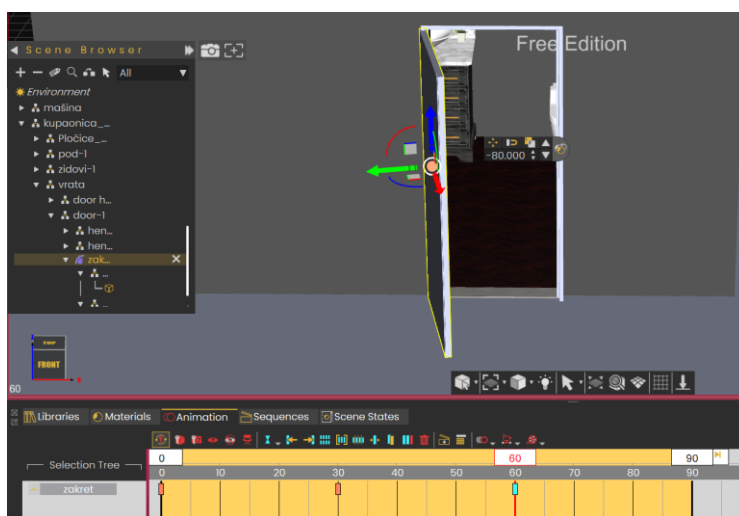 Scene Browser
Free Edition
All
Environment
mašina
kupaonica_...
Pločice_...
pod-1
zidovi-1
vrata
door h...
door-1
hen...
hen...
zak...
...
...
-80.000
TOP
FRONT
60
Libraries
Materials
Animation
Sequences
Scene States
Selection Tree
0
60
90
0
10
20
30
40
50
60
70
80
90
zakret